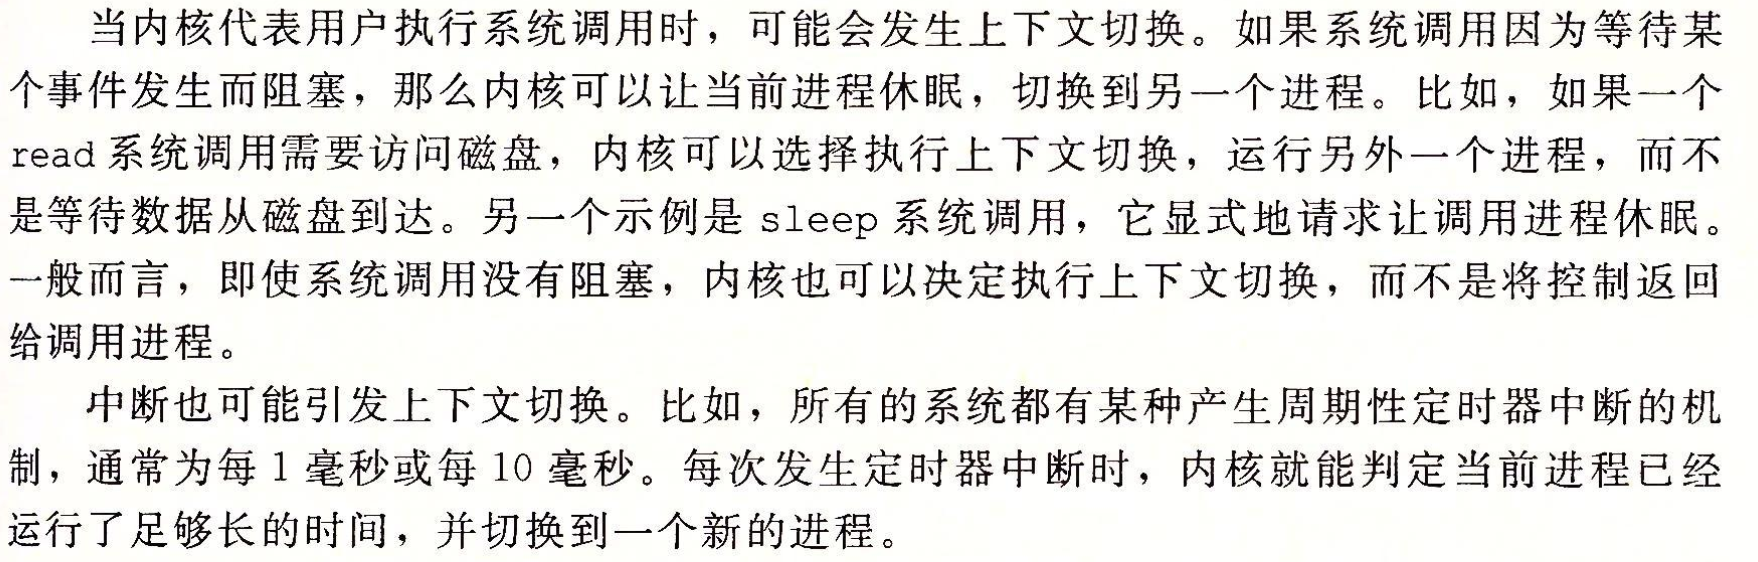 当内核代表用户执行系统调用时，可能会发生上下文切换。如果系统调用因为等待某
个事件发生而阻塞，那么内核可以让当前进程休眠，切换到另一个进程。比如，如果一个
read 系统调用需要访问磁盘，内核可以选择执行上下文切换，运行另外一个进程，而不
是等待数据从磁盘到达。另一个示例是 sleep 系统调用，它显式地请求让调用进程休眠。
一般而言，即使系统调用没有阻塞，内核也可以决定执行上下文切换，而不是将控制返回
给调用进程。
中断也可能引发上下文切换。比如，所有的系统都有某种产生周期性定时器中断的机
制，通常为每 1 毫秒或每 10 毫秒。每次发生定时器中断时，内核就能判定当前进程已经
运行了足够长的时间，并切换到一个新的进程。